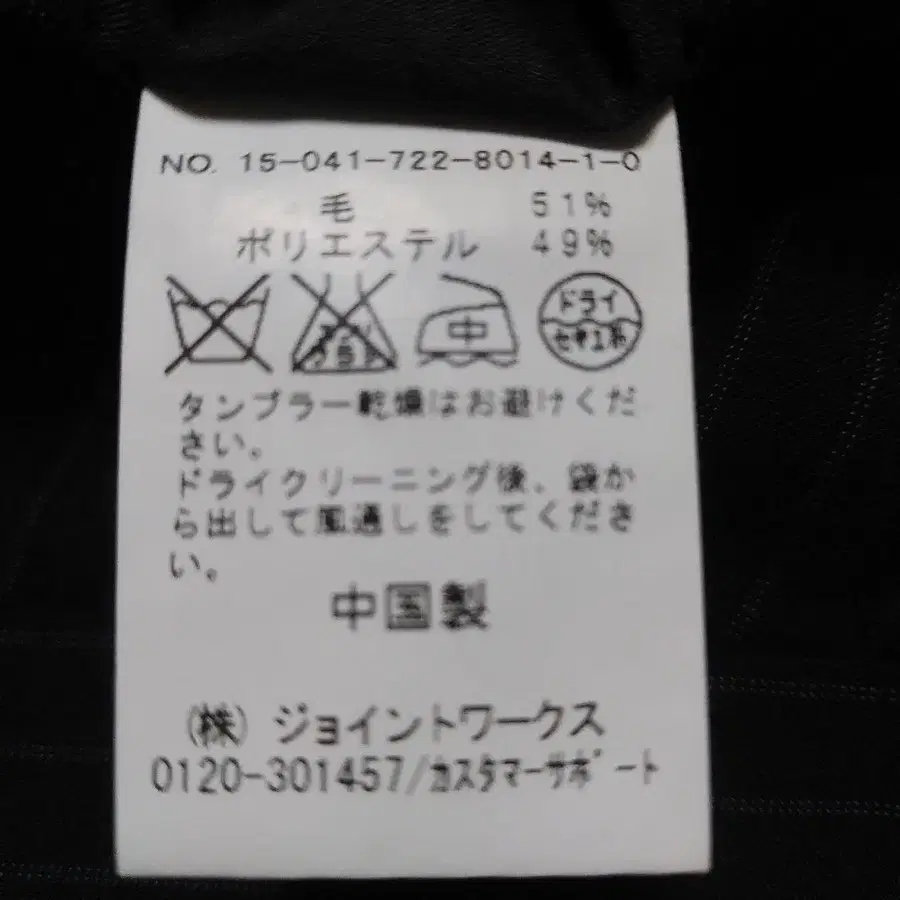 NO. 15-041-722-8014-1-0
毛 51%
ポリエステル 49%
中 ドライ
セキユ系
タンブラー乾燥はお避けくだ
さい。
ドライクリーニング後、袋か
ら出して風通しをしてくださ
い。
中国製
(株) ジョイントワークス
0120-301457/カスタマーサポート